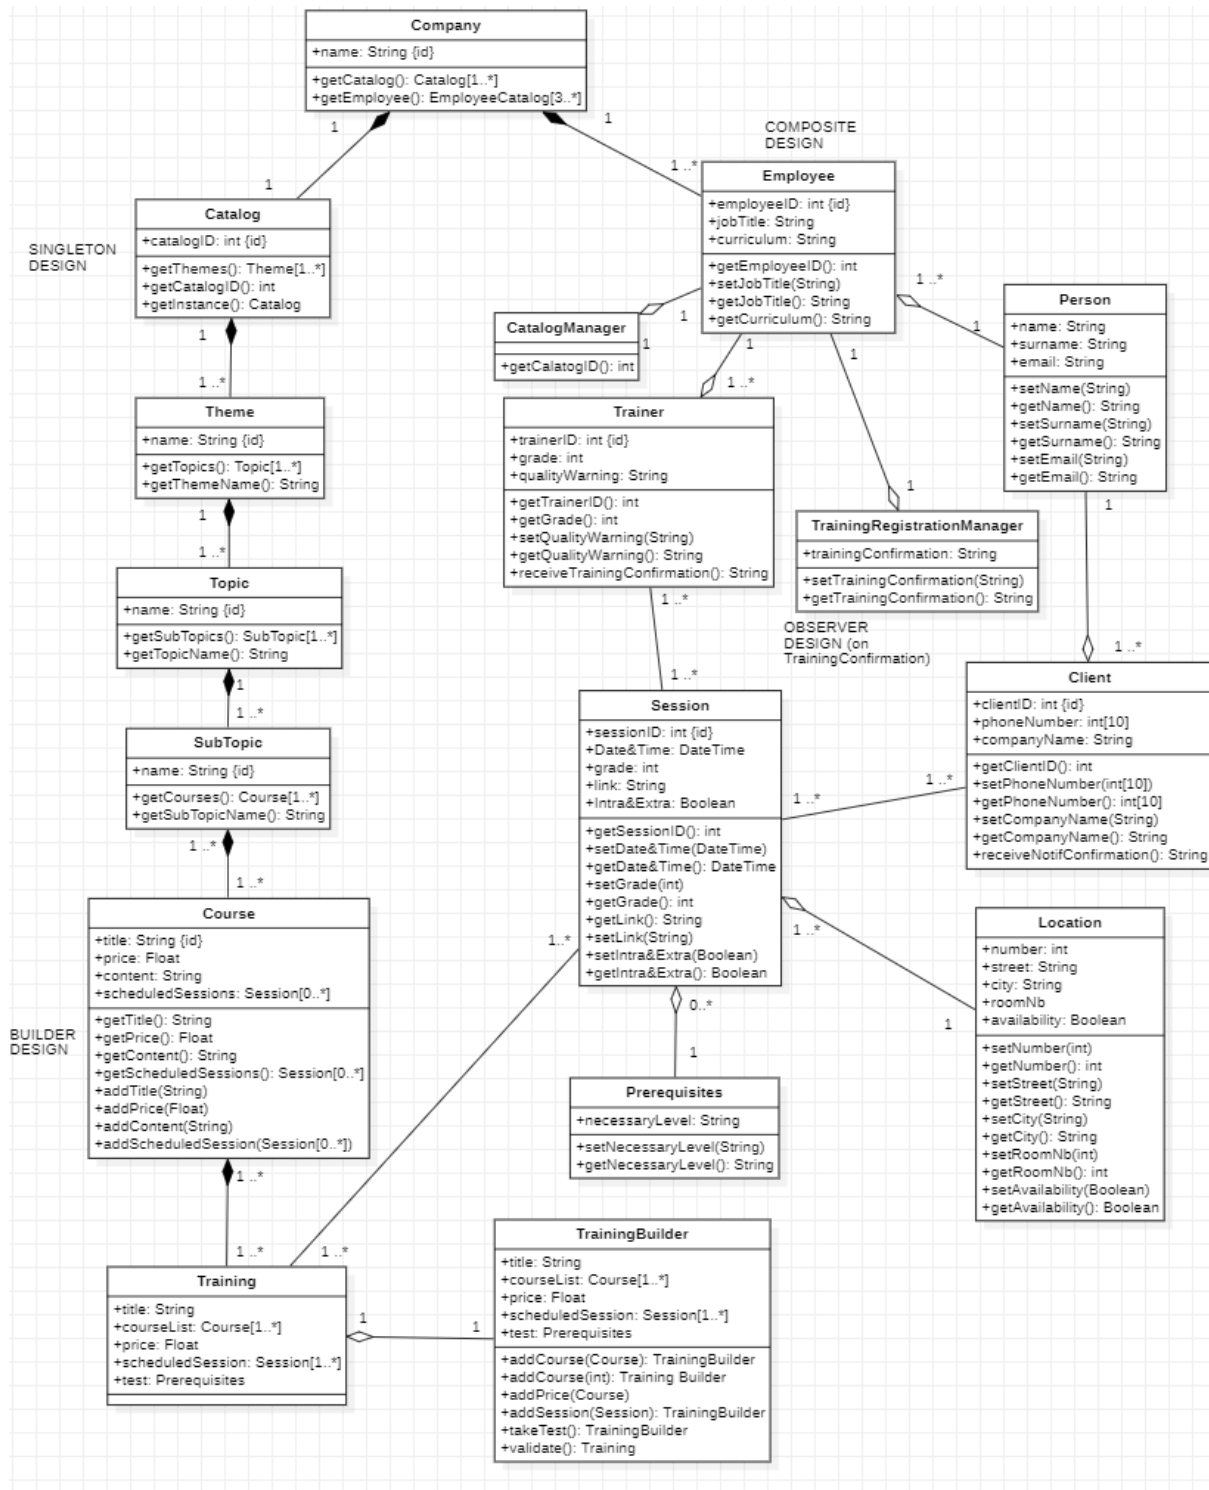 Company
+name: String {id}
+getCatalog(): Catalog[1..*]
+getEmployee(): EmployeeCatalog[3..*]
1
1
1
1 ..*
COMPOSITE
DESIGN
Employee
+employeeID: int {id}
+jobTitle: String
+curriculum: String
+getEmployeeID(): int
+setJobTitle(String)
+getJobTitle(): String
+getCurriculum(): String
SINGLETON
DESIGN
Catalog
+catalogID: int {id}
+getThemes(): Theme[1..*]
+getCatalogID(): int
+getInstance(): Catalog
1
1 ..*
1
1
CatalogManager
+getCalatogID(): int
1
1 ..*
1
1
1 ..*
1
Person
+name: String
+surname: String
+email: String
+setName(String)
+getName(): String
+setSurname(String)
+getSurname(): String
+setEmail(String)
+getEmail(): String
1
1 ..*
Theme
+name: String {id}
+getTopics(): Topic[1..*]
+getThemeName(): String
1
1 ..*
Trainer
+trainerID: int {id}
+grade: int
+qualityWarning: String
+getTrainerID(): int
+getGrade(): int
+setQualityWarning(String)
+getQualityWarning(): String
+receiveTrainingConfirmation(): String
1 ..*
1 ..*
TrainingRegistrationManager
+trainingConfirmation: String
+setTrainingConfirmation(String)
+getTrainingConfirmation(): String
OBSERVER
DESIGN (on
TrainingConfirmation)
Topic
+name: String {id}
+getSubTopics(): SubTopic[1..*]
+getTopicName(): String
1
1 ..*
Client
+clientID: int {id}
+phoneNumber: int[10]
+companyName: String
+getClientID(): int
+setPhoneNumber(int[10])
+getPhoneNumber(): int[10]
+setCompanyName(String)
+getCompanyName(): String
+receiveNotifConfirmation(): String
Session
+sessionID: int {id}
+Date&Time: DateTime
+grade: int
+link: String
+Intra&Extra: Boolean
+getSessionID(): int
+setDate&Time(DateTime)
+getDate&Time(): DateTime
+setGrade(int)
+getGrade(): int
+getLink(): String
+setLink(String)
+setIntra&Extra(Boolean)
+getIntra&Extra(): Boolean
1 ..*
1 ..*
SubTopic
+name: String {id}
+getCourses(): Course[1..*]
+getSubTopicName(): String
1 ..*
1 ..*
BUILDER
DESIGN
Course
+title: String {id}
+price: Float
+content: String
+scheduledSessions: Session[0..*]
+getTitle(): String
+getPrice(): Float
+getContent(): String
+getScheduledSessions(): Session[0..*]
+addTitle(String)
+addPrice(Float)
+addContent(String)
+addScheduledSession(Session[0..*])
1 ..*
1 ..*
1..*
1 ..*
1 ..*
1
Location
+number: int
+street: String
+city: String
+roomNb
+availability: Boolean
+setNumber(int)
+getNumber(): int
+setStreet(String)
+getStreet(): String
+setCity(String)
+getCity(): String
+setRoomNb(int)
+getRoomNb(): int
+setAvailability(Boolean)
+getAvailability(): Boolean
0..*
1
Prerequisites
+necessaryLevel: String
+setNecessaryLevel(String)
+getNecessaryLevel(): String
Training
+title: String
+courseList: Course[1..*]
+price: Float
+scheduledSession: Session[1..*]
+test: Prerequisites
1
1
TrainingBuilder
+title: String
+courseList: Course[1..*]
+price: Float
+scheduledSession: Session[1..*]
+test: Prerequisites
+addCourse(Course): TrainingBuilder
+addCourse(int): Training Builder
+addPrice(Course)
+addSession(Session): TrainingBuilder
+takeTest(): TrainingBuilder
+validate(): Training